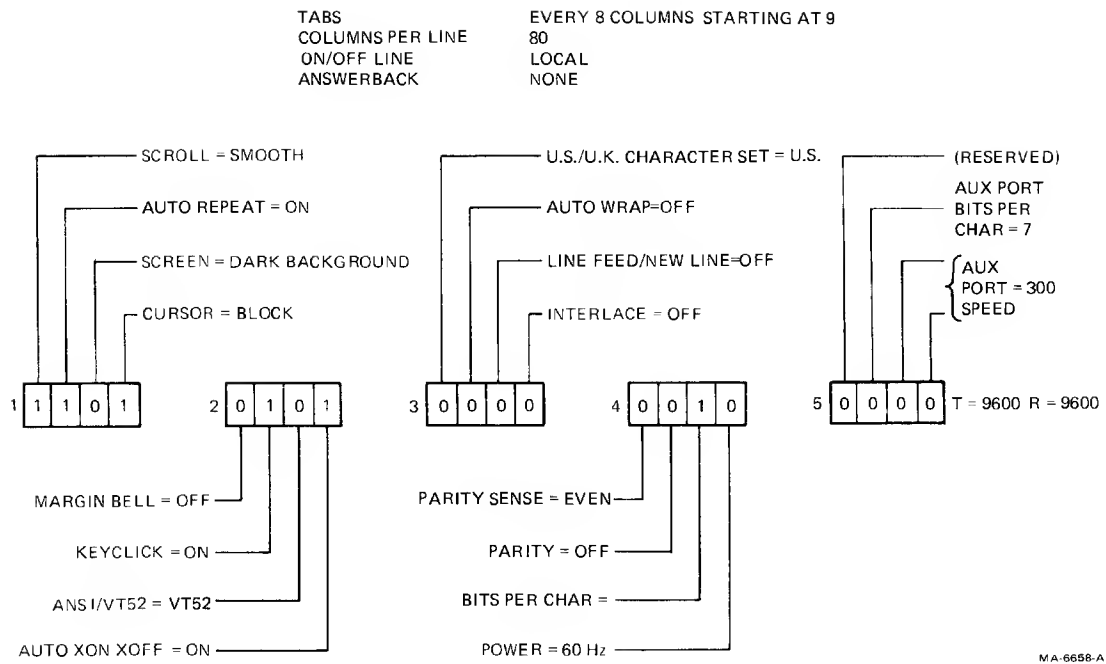 TABS EVERY 8 COLUMNS STARTING AT 9
COLUMNS PER LINE 80
ON/OFF LINE LOCAL
ANSWERBACK NONE
SCROLL = SMOOTH
AUTO REPEAT = ON
SCREEN = DARK BACKGROUND
CURSOR = BLOCK
U.S./U.K. CHARACTER SET = U.S.
AUTO WRAP=OFF
LINE FEED/NEW LINE=OFF
INTERLACE = OFF
(RESERVED)
AUX PORT
BITS PER
CHAR = 7
AUX
PORT = 300
SPEED
1 1 1 0 1
2 0 1 0 1
3 0 0 0 0
4 0 0 1 0
5 0 0 0 0 T = 9600 R = 9600
MARGIN BELL = OFF
KEYCLICK = ON
ANSI/VT52 = VT52
AUTO XON XOFF = ON
PARITY SENSE = EVEN
PARITY = OFF
BITS PER CHAR =
POWER = 60 Hz
MA-6658-A